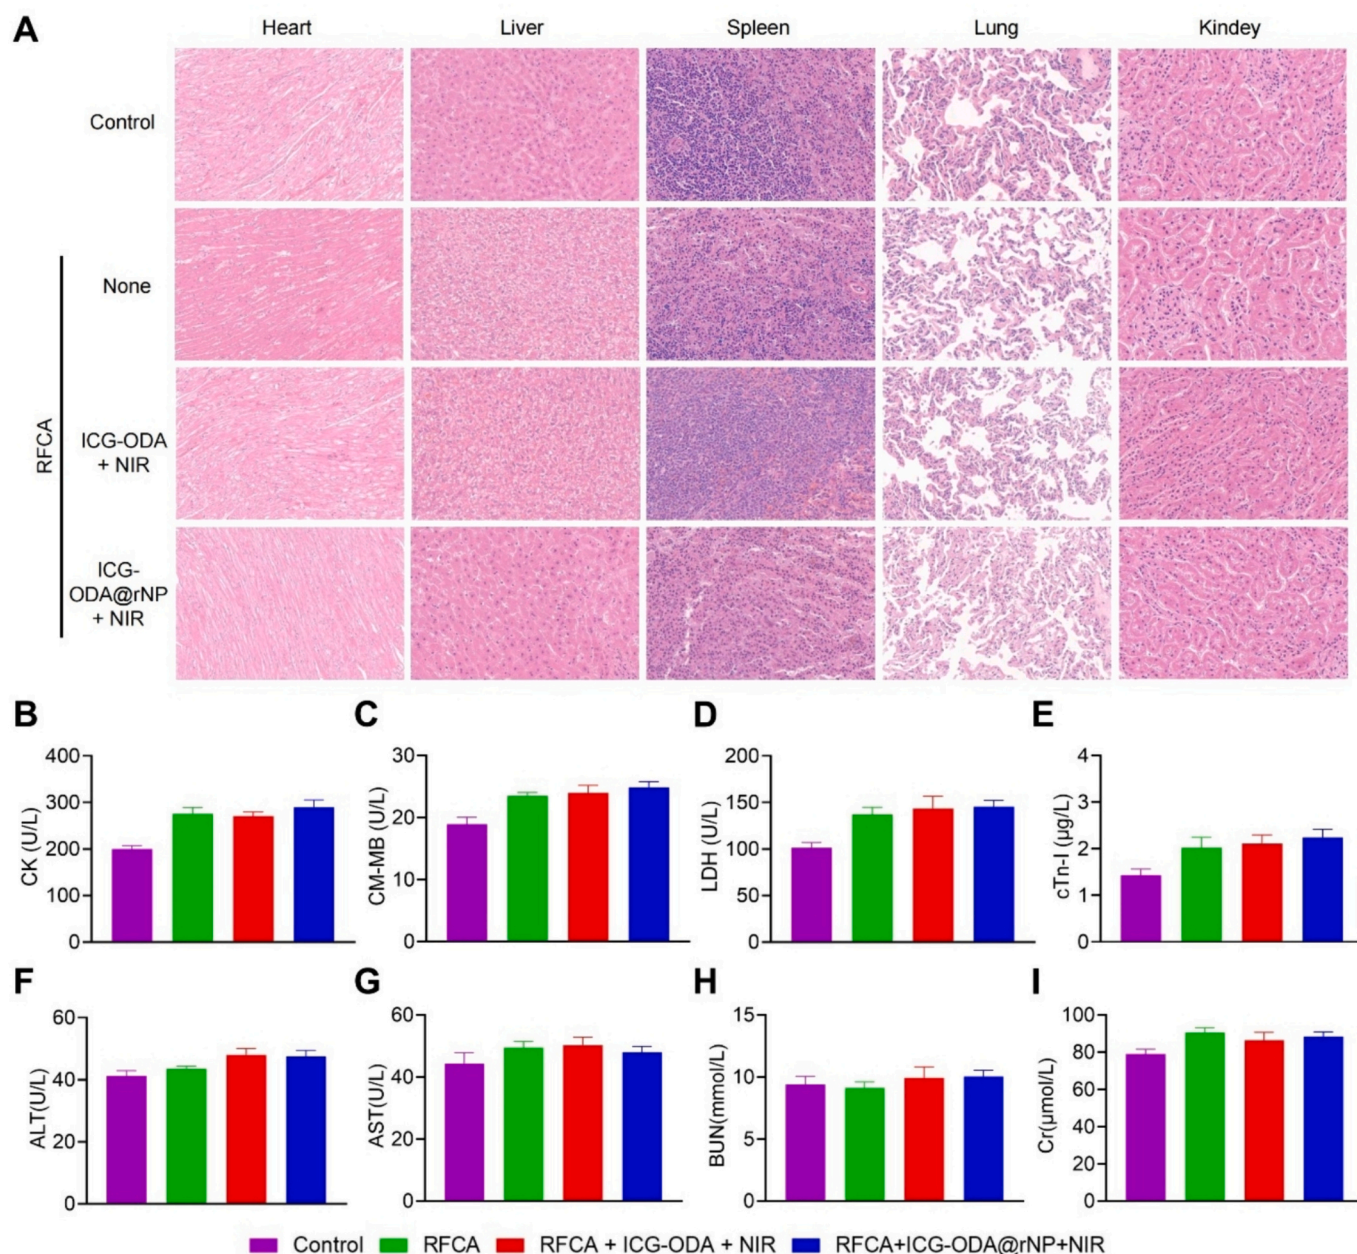 A
Heart Liver Spleen Lung Kindey
Control
None
RFCA
ICG-ODA
+ NIR
ICG-
ODA@rNP
+ NIR
B
CK (U/L)
400
300
200
100
0
C
CM-MB (U/L)
30
20
10
0
D
LDH (U/L)
200
150
100
50
0
E
cTn-I (μg/L)
4
3
2
1
0
F
ALT(U/L)
60
40
20
0
G
AST(U/L)
60
40
20
0
H
BUN(mmol/L)
15
10
5
0
I
Cr(μmol/L)
100
80
60
40
20
0
Control RFCA RFCA + ICG-ODA + NIR RFCA+ICG-ODA@rNP+NIR